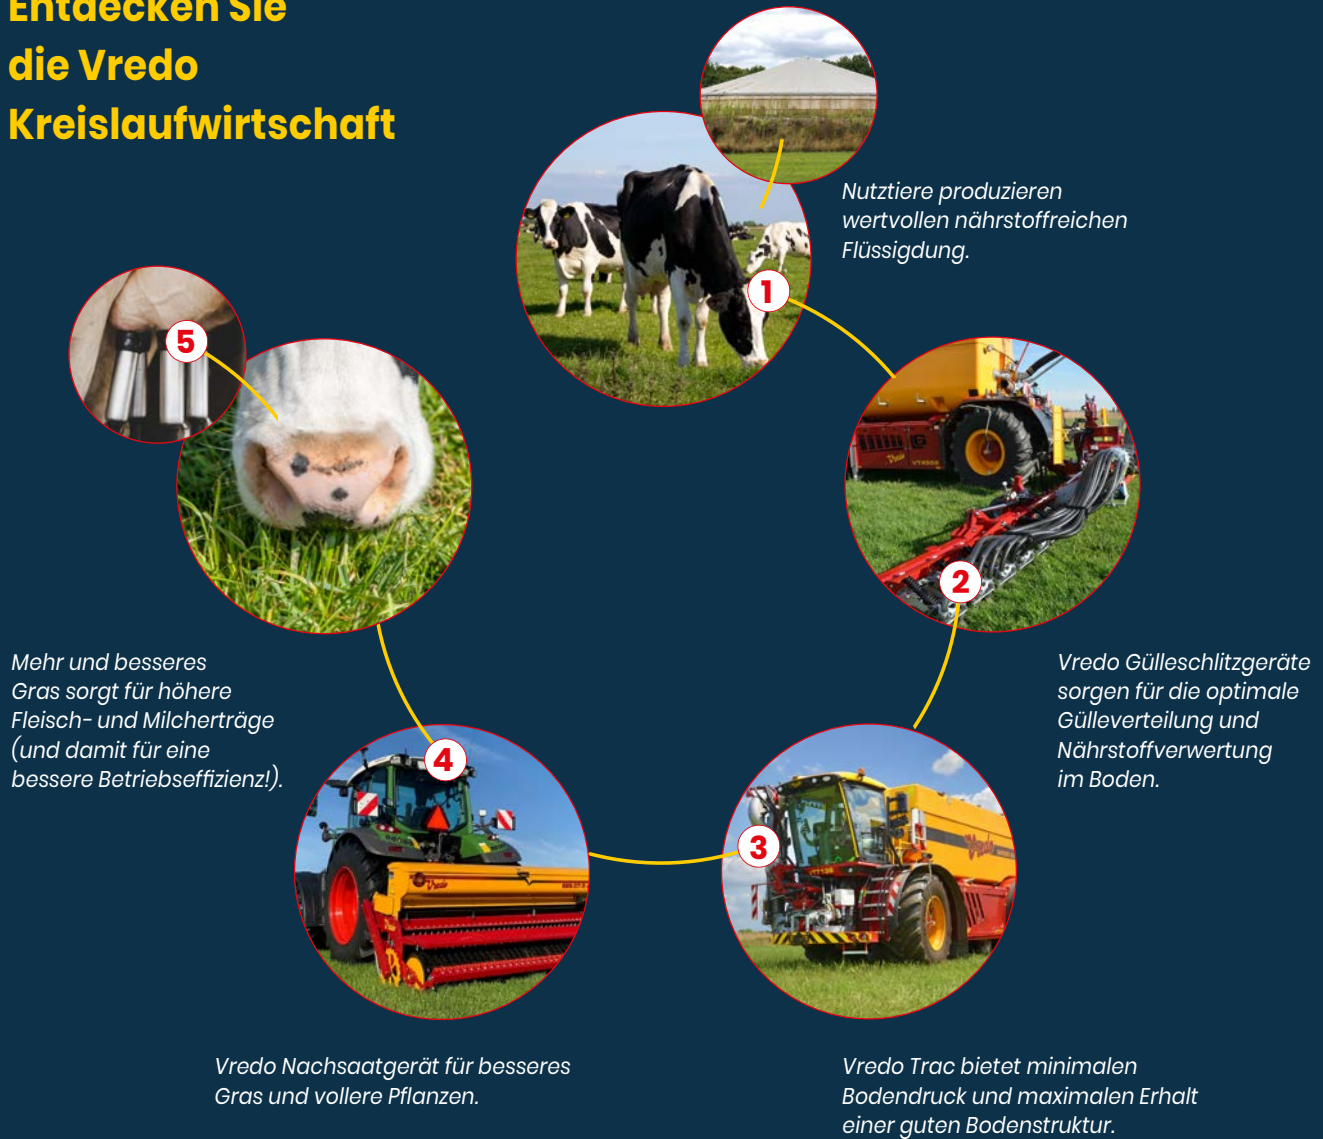 Entdecken Sie
die Vredo
Kreislaufwirtschaft
Nutztiere produzieren
wertvollen nährstoffreichen
Flüssigdung.
1
5
2
Mehr und besseres
Gras sorgt für höhere
Fleisch- und Milcherträge
(und damit für eine
bessere Betriebseffizienz!).
Vredo Gülleschlitzgeräte
sorgen für die optimale
Gülleverteilung und
Nährstoffverwertung
im Boden.
4
3
Vredo
Vredo
Vredo
Vredo Nachsaatgerät für besseres
Gras und vollere Pflanzen.
Vredo Trac bietet minimalen
Bodendruck und maximalen Erhalt
einer guten Bodenstruktur.